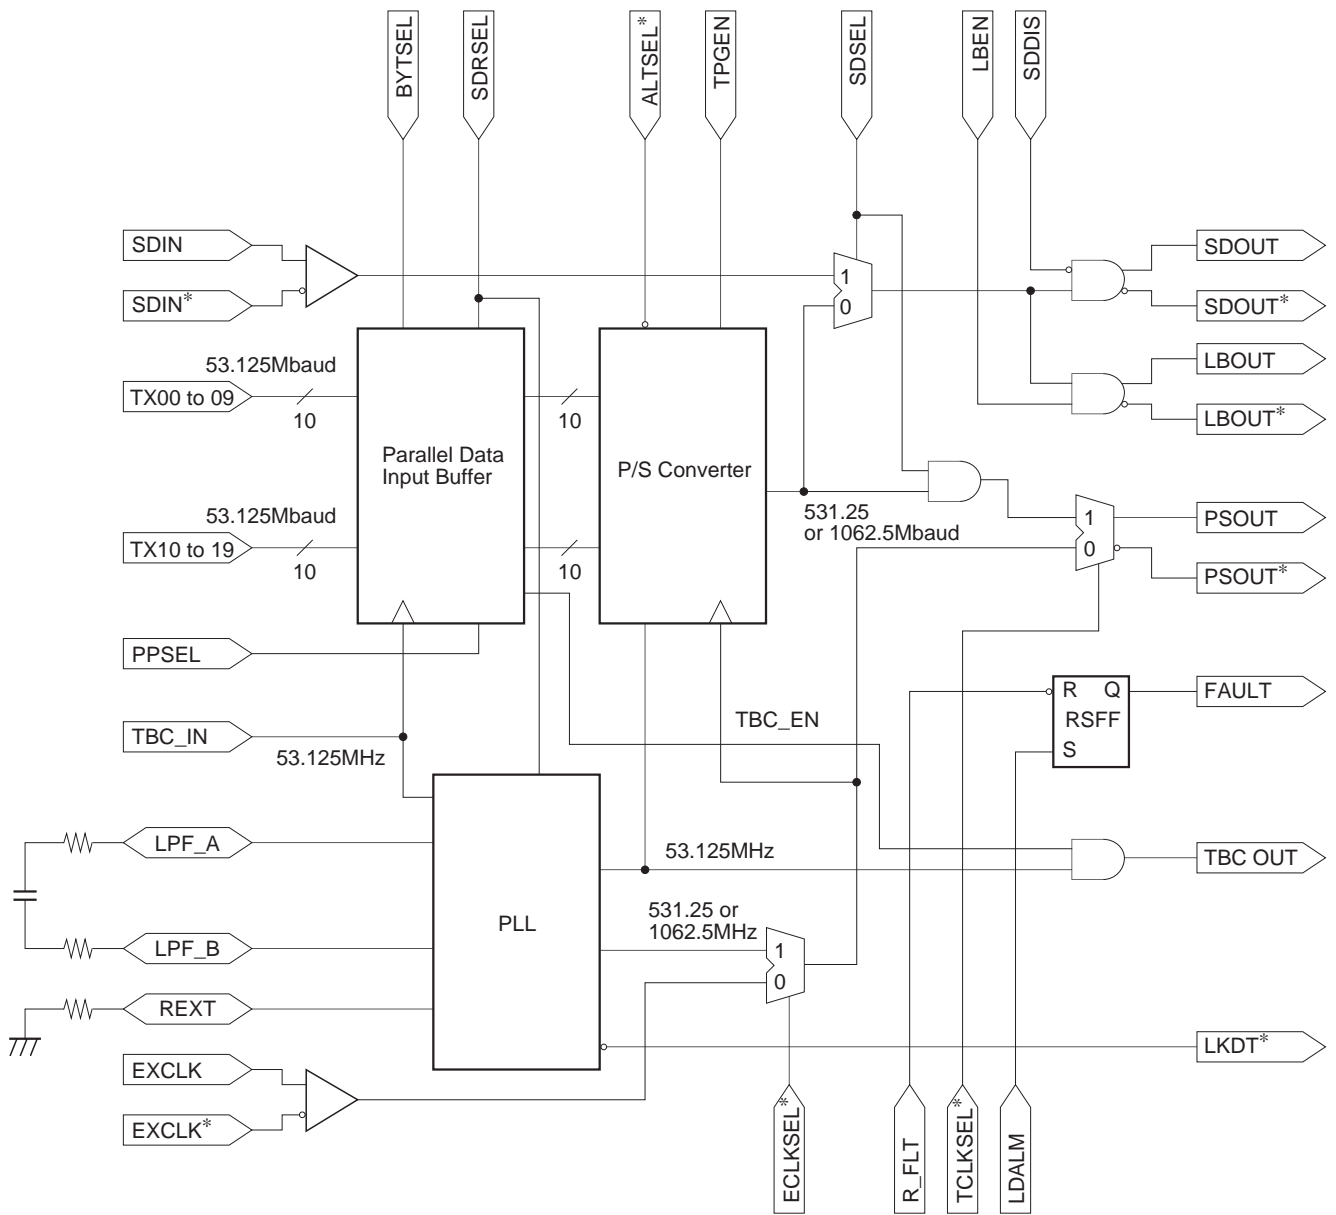 BYTSEL
SDRSEL
ALTSEL*
TPGEN
SDSEL
LBEN
SDDIS
SDIN
SDIN*
1
0
SDOUT
SDOUT*
53.125Mbaud
TX00 to 09
10
10
LBOUT
LBOUT*
Parallel Data
Input Buffer
P/S Converter
53.125Mbaud
TX10 to 19
10
10
531.25
or 1062.5Mbaud
1
0
PSOUT
PSOUT*
PPSEL
TBC_IN
53.125MHz
TBC_EN
R Q
RSFF
S
FAULT
LPF_A
53.125MHz
TBC OUT
PLL
531.25 or
1062.5MHz
1
0
LPF_B
REXT
LKDT*
EXCLK
EXCLK*
ECLKSEL*
R_FLT
TCLKSEL*
LDALM